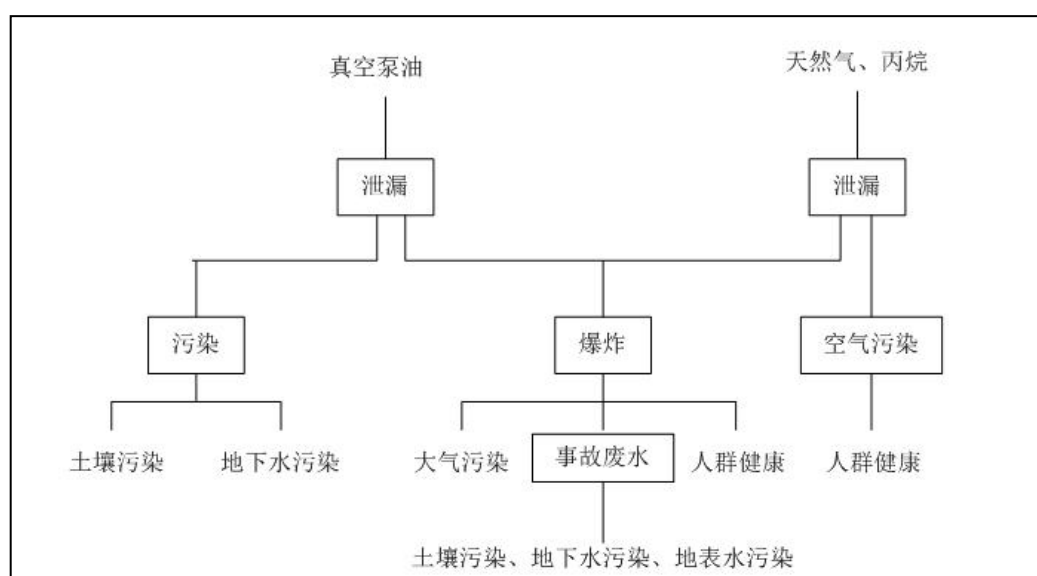 真空泵油
天然气、丙烷
泄漏
泄漏
污染
爆炸
空气污染
土壤污染
地下水污染
大气污染
事故废水
人群健康
人群健康
土壤污染、地下水污染、地表水污染